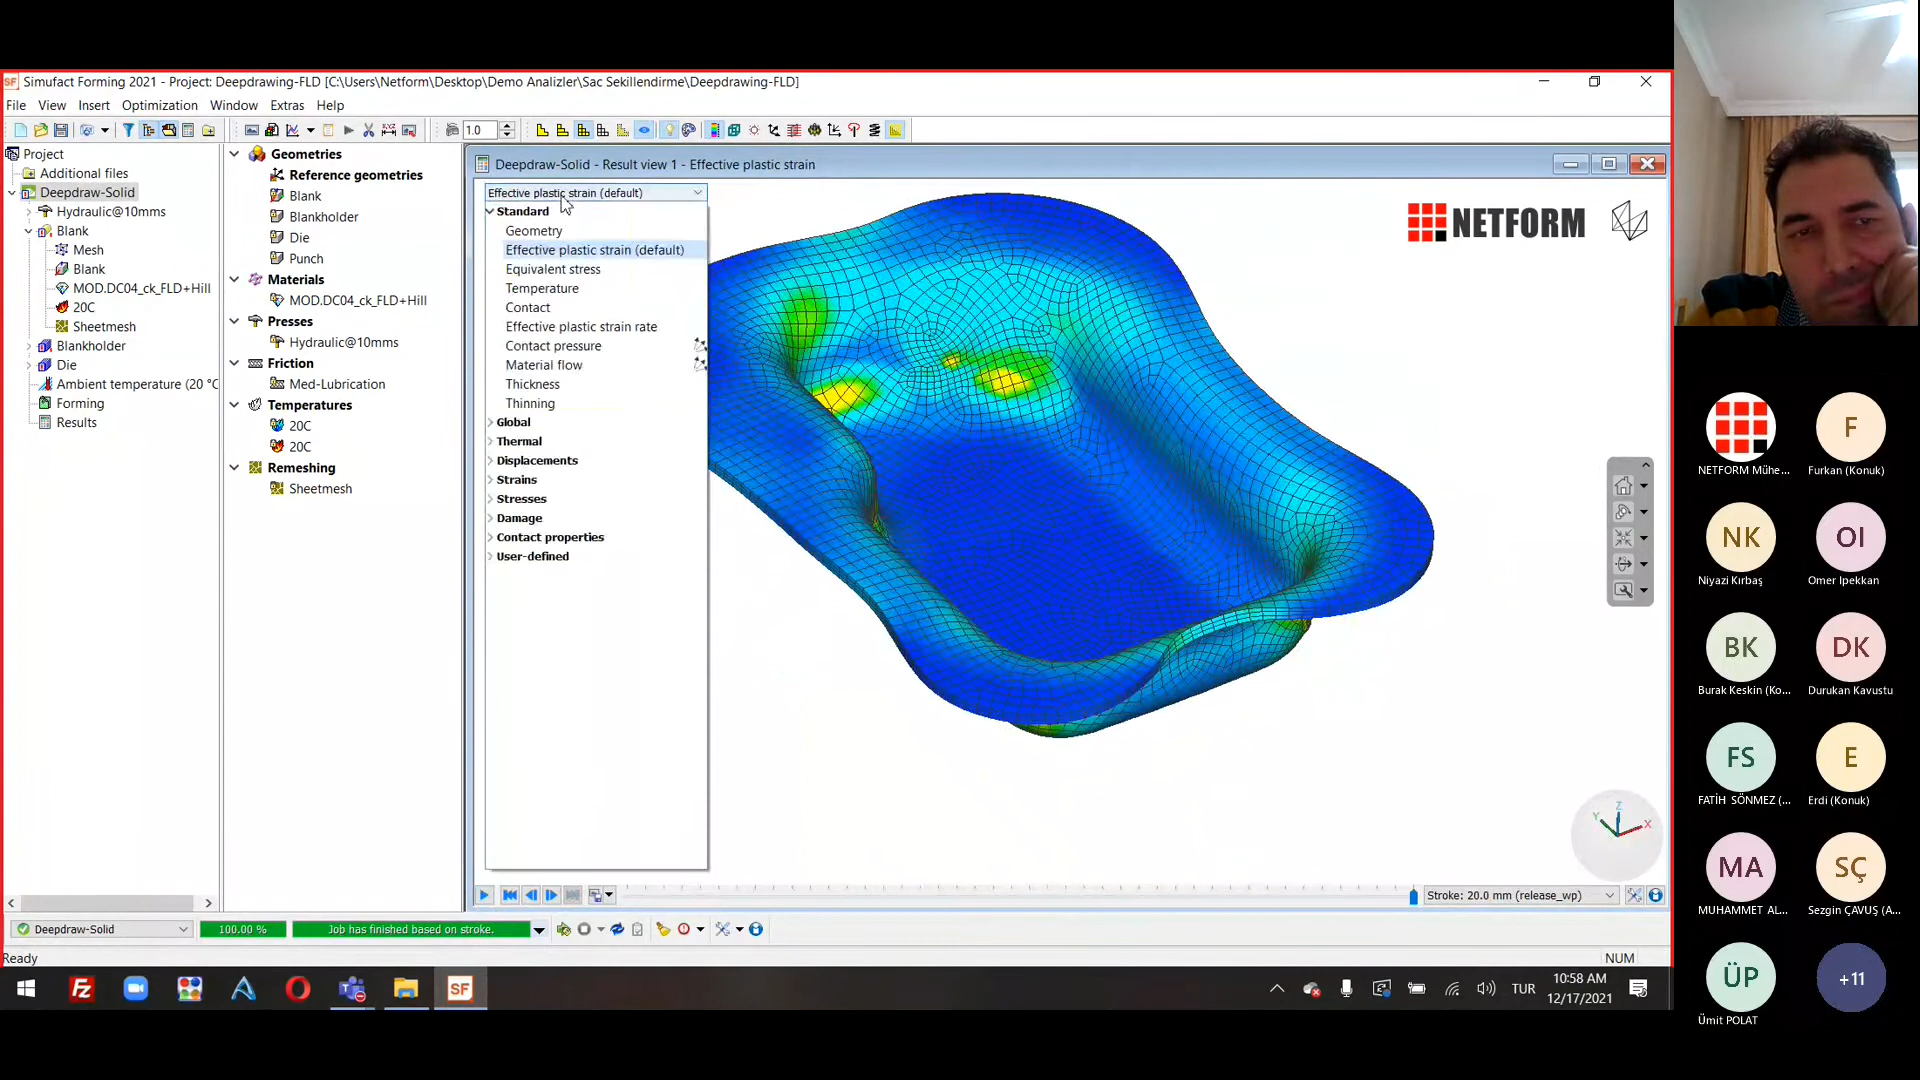 Simufact Forming 2021 - Project: Deepdrawing-FLD [C:\Users\Netform\Desktop\Demo Analizler\Sac Sekillendirme\Deepdrawing-FLD]
File View Insert Optimization Window Extras Help
1.0
Project
Additional files
Deepdraw-Solid
Hydraulic@10mms
Blank
Mesh
Blank
MOD.DC04_ck_FLD+Hill
20C
Sheetmesh
Blankholder
Die
Ambient temperature (20 °C
Forming
Results
Geometries
Reference geometries
Blank
Blankholder
Die
Punch
Materials
MOD.DC04_ck_FLD+Hill
Presses
Hydraulic@10mms
Friction
Med-Lubrication
Temperatures
20C
20C
Remeshing
Sheetmesh
Deepdraw-Solid - Result view 1 - Effective plastic strain
Effective plastic strain (default)
Standard
Geometry
Effective plastic strain (default)
Equivalent stress
Temperature
Contact
Effective plastic strain rate
Contact pressure
Material flow
Thickness
Thinning
Global
Thermal
Displacements
Strains
Stresses
Damage
Contact properties
User-defined
NETFORM
Z
Y
X
Stroke: 20.0 mm (release_wp)
Deepdraw-Solid
100.00 %
Job has finished based on stroke.
Ready
NUM
SF
TUR
10:58 AM
12/17/2021
NETFORM Mühe...
F
Furkan (Konuk)
NK
Niyazi Kırbaş
OI
Omer Ipekkan
BK
Burak Keskin (Ko...
DK
Durukan Kavustu
FS
FATİH SÖNMEZ (...
E
Erdi (Konuk)
MA
MUHAMMET AL...
SÇ
Sezgin ÇAVUŞ (A...
ÜP
Ümit POLAT
+11